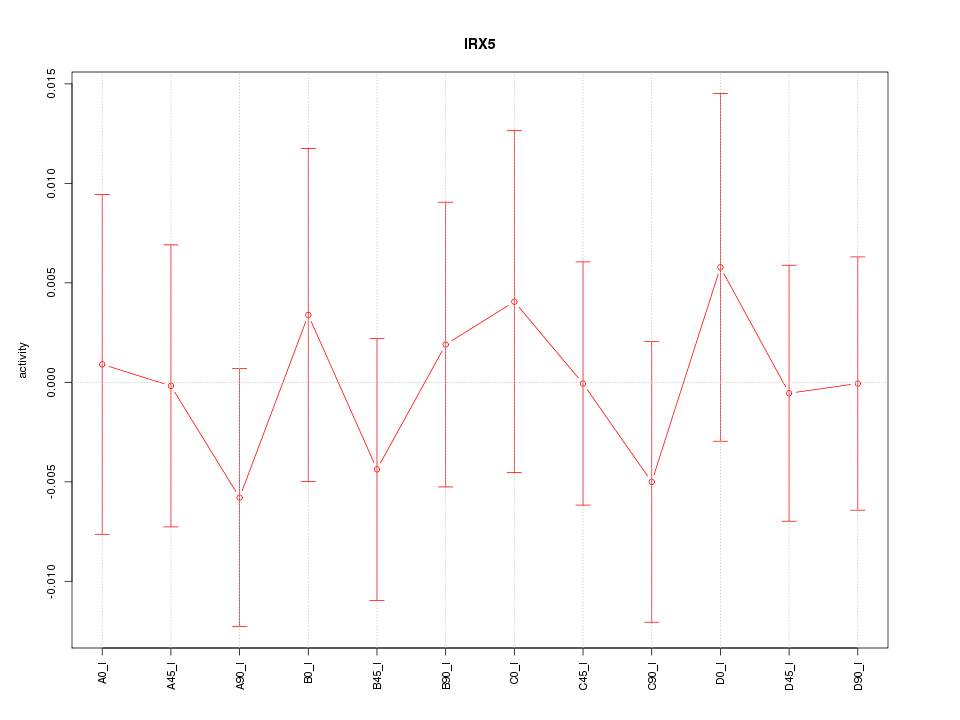 IRX5
activity
0.015
0.010
0.005
0.000
-0.005
-0.010
A0_I
A45_I
A90_I
B0_I
B45_I
B90_I
C0_I
C45_I
C90_I
D0_I
D45_I
D90_I